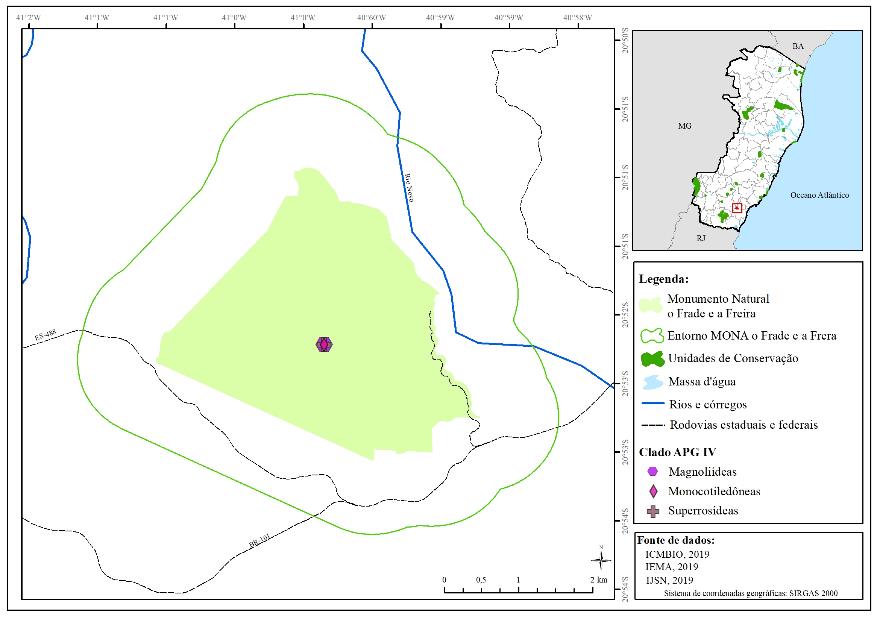 41°2'W 41°1'W 41°0'W 41°0'W 40°60'W 40°59'W 40°59'W 40°58'W
20°50'S
20°51'S
20°51'S
20°51'S
20°52'S
20°53'S
20°53'S
20°54'S
20°54'S
Rio Novo
ES-488
BR-101
N
0 0,5 1 2 km
BA
MG
Oceano Atlântico
RJ
Legenda:
Monumento Natural
o Frade e a Freira
Entorno MONA o Frade e a Frera
Unidades de Conservação
Massa d'água
Rios e córregos
Rodovias estaduais e federais
Clado APG IV
Magnoliídeas
Monocotiledôneas
Superrosídeas
Fonte de dados:
ICMBIO, 2019
IEMA, 2019
IJSN, 2019
Sistema de coordenadas geográficas: SIRGAS 2000